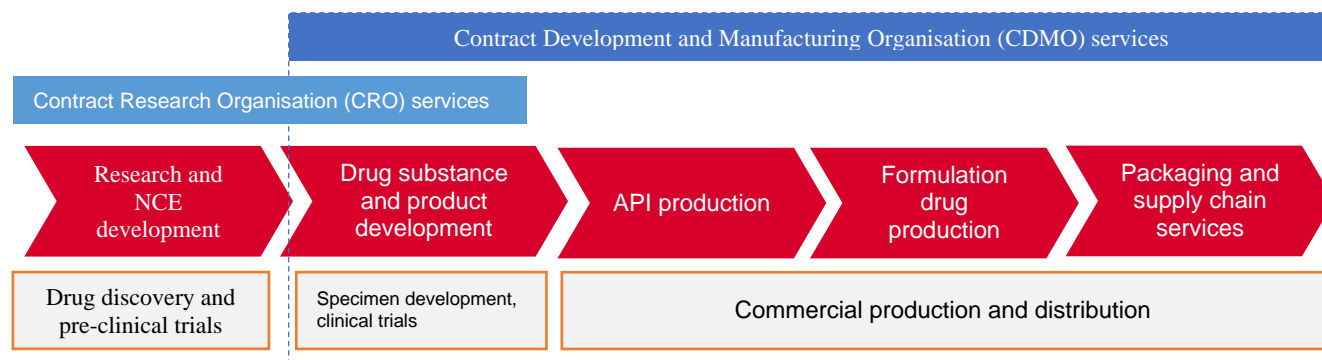 Contract Development and Manufacturing Organisation (CDMO) services
Contract Research Organisation (CRO) services
Research and
NCE
development
Drug substance
and product
development
API production
Formulation
drug
production
Packaging and
supply chain
services
Drug discovery and
pre-clinical trials
Specimen development,
clinical trials
Commercial production and distribution